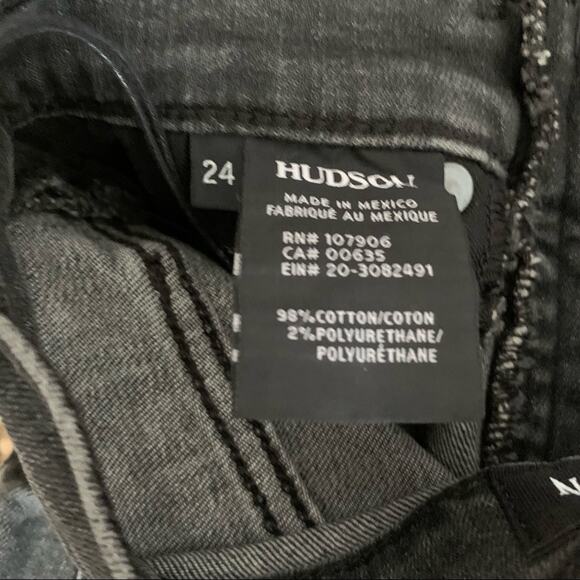 24
HUDSON
MADE IN MEXICO
FABRIQUÉ AU MEXIQUE
RN# 107906
CA# 00635
EIN# 20-3082491
98%COTTON/COTON
2%POLYURETHANE/
POLYURÉTHANE